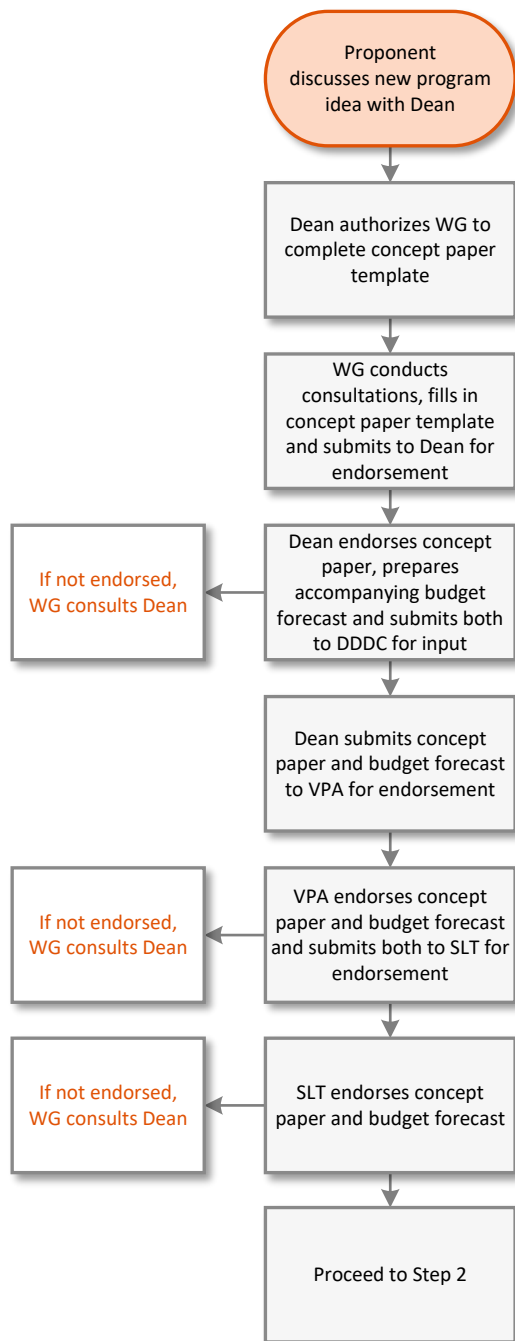 Proponent
discusses new program
idea with Dean
Dean authorizes WG to
complete concept paper
template
WG conducts
consultations, fills in
concept paper template
and submits to Dean for
endorsement
If not endorsed,
WG consults Dean
Dean endorses concept
paper, prepares
accompanying budget
forecast and submits both
to DDDC for input
Dean submits concept
paper and budget forecast
to VPA for endorsement
If not endorsed,
WG consults Dean
VPA endorses concept
paper and budget forecast
and submits both to SLT for
endorsement
If not endorsed,
WG consults Dean
SLT endorses concept
paper and budget forecast
Proceed to Step 2